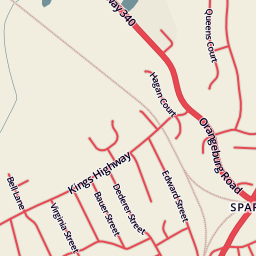 way 340
Queens Court
Hagan Court
Orangeburg Road
Kings Highway
SPAR
Bell Lane
Virginia Street
Bauer Street
Dederer Street
Edward Street